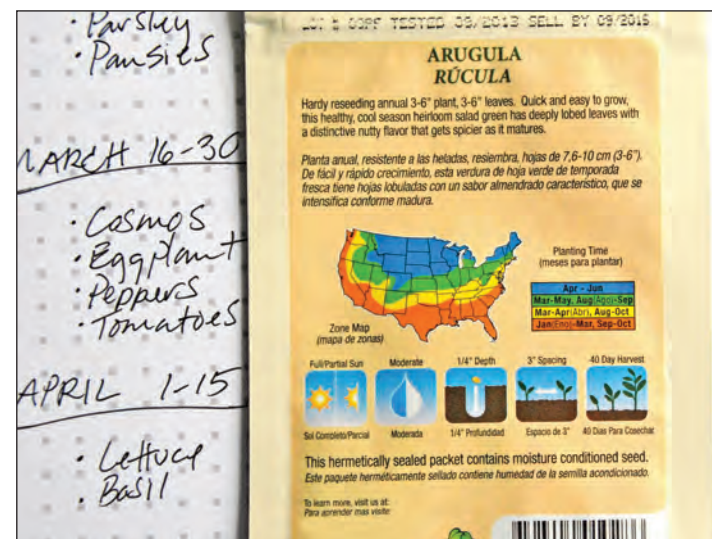 · Parsley
· Pansies
MARCH 16-30
· Cosmos
· Eggplant
· Peppers
· Tomatoes
APRIL 1-15
· Lettuce
· Basil
TESTED 09/2013 SELL BY 09/2015
ARUGULA
RÚCULA
Hardy reseeding annual 3-6" plant, 3-6" leaves. Quick and easy to grow,
this healthy, cool season heirloom salad green has deeply lobed leaves with
a distinctive nutty flavor that gets spicier as it matures.
Planta anual, resistente a las heladas, resiembra, hojas de 7,6-10 cm (3-6").
De fácil y rápido crecimiento, esta verdura de hoja verde de temporada
fresca tiene hojas lobuladas con un sabor almendrado característico, que se
intensifica conforme madura.
Planting Time
(meses para plantar)
Apr - Jun
Mar-May, Aug(Ago)-Sep
Mar-Apr(Abr), Aug-Oct
Jan(Eno)-Mar, Sep-Oct
Zone Map
(mapa de zonas)
Full/Partial Sun Moderate 1/4" Depth 3" Spacing 40 Day Harvest
Sol Completo/Parcial Moderada 1/4" Profundidad Espacio de 3" 40 Dias Para Cosechar
This hermetically sealed packet contains moisture conditioned seed.
Este paquete herméticamente sellado contiene humedad de la semilla acondicionado.
To learn more, visit us at:
Para aprender mas visite: